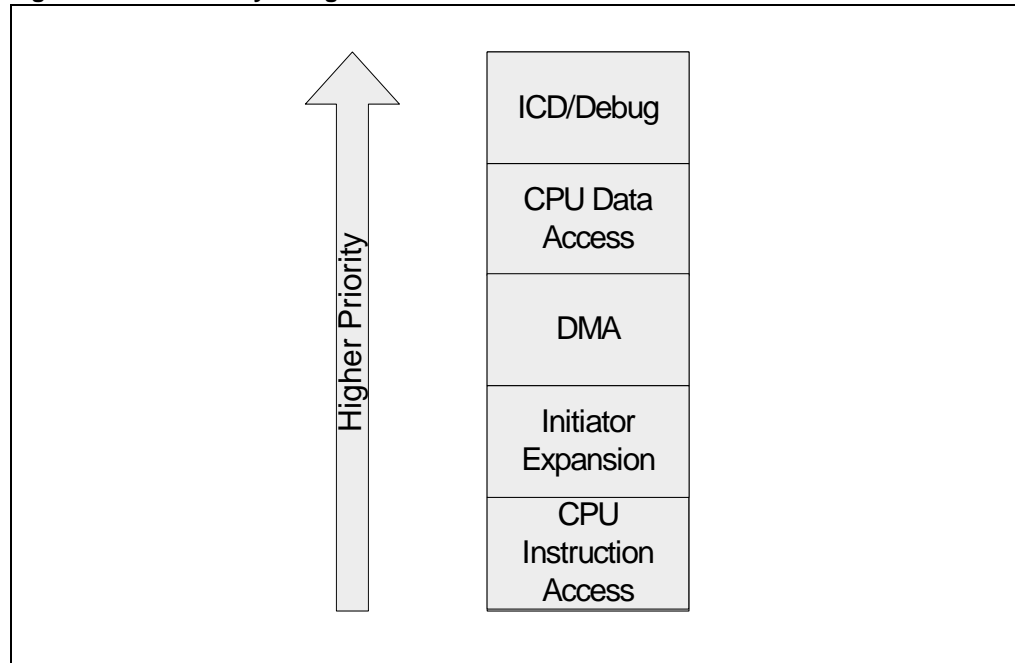 Higher Priority
ICD/Debug
CPU Data
Access
DMA
Initiator
Expansion
CPU
Instruction
Access